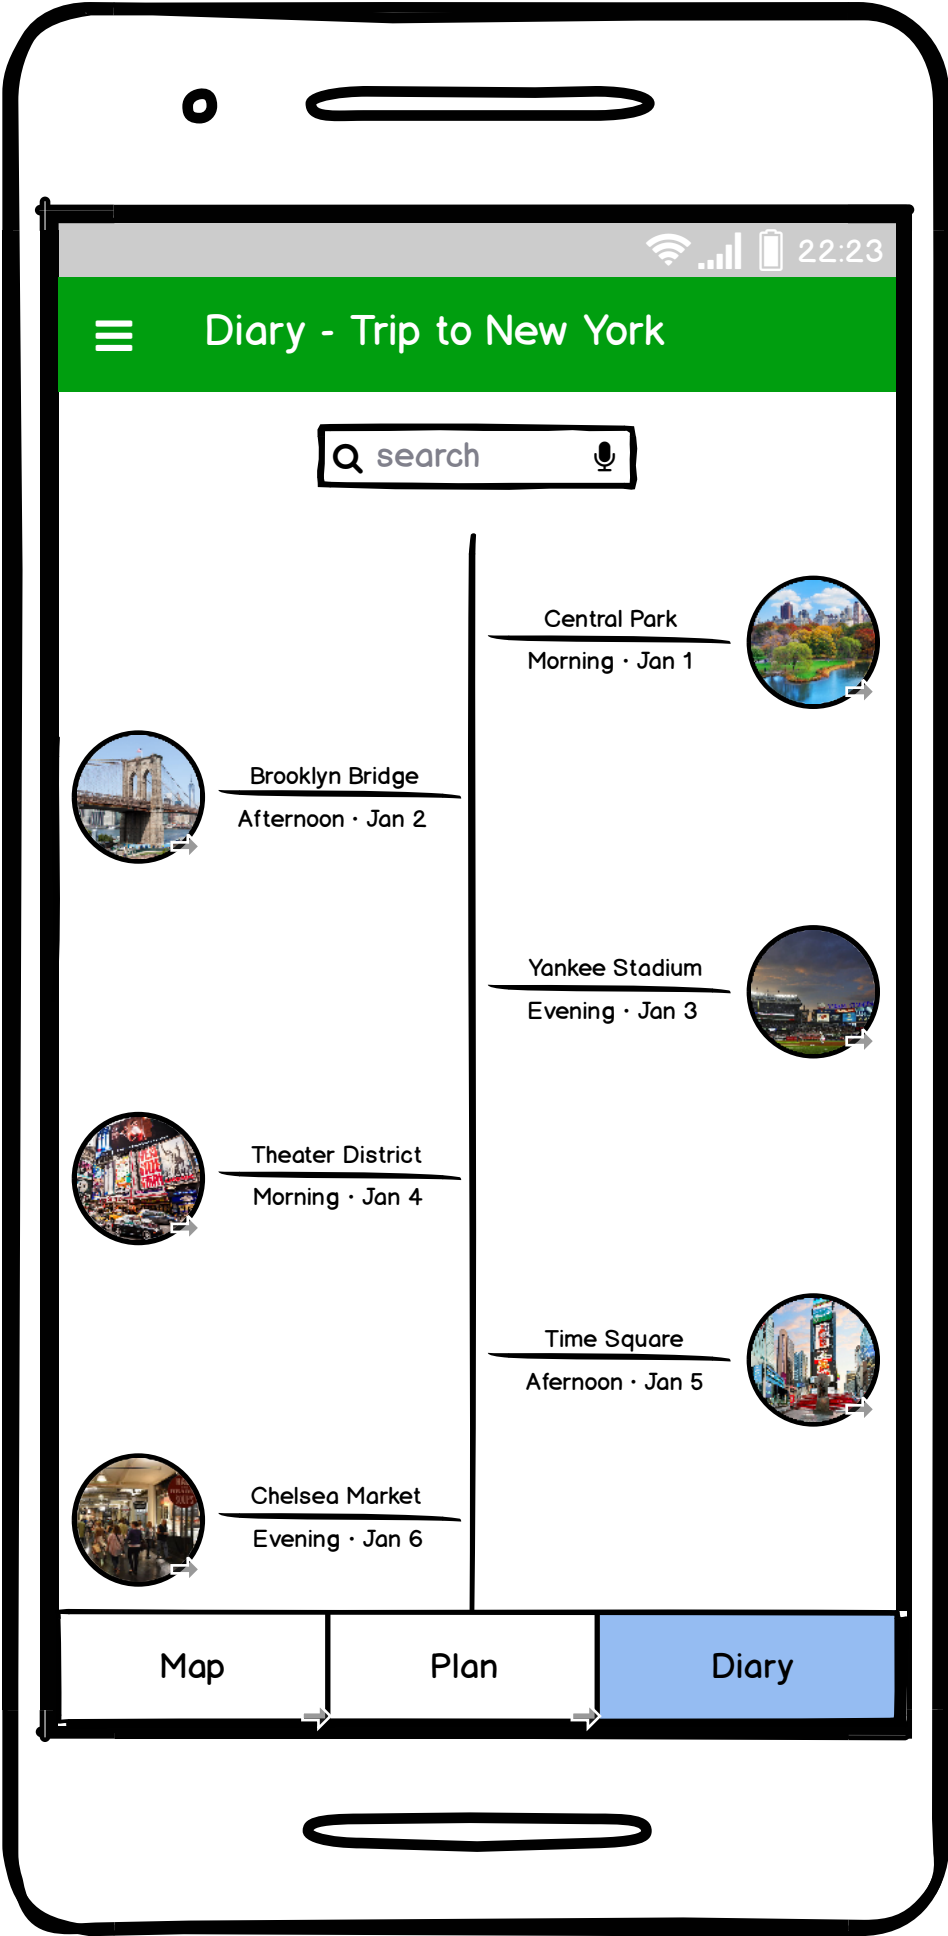 22:23
Diary - Trip to New York
search
Central Park
Morning · Jan 1
Brooklyn Bridge
Afternoon · Jan 2
Yankee Stadium
Evening · Jan 3
Theater District
Morning · Jan 4
Time Square
Afernoon · Jan 5
Chelsea Market
Evening · Jan 6
Map
Plan
Diary